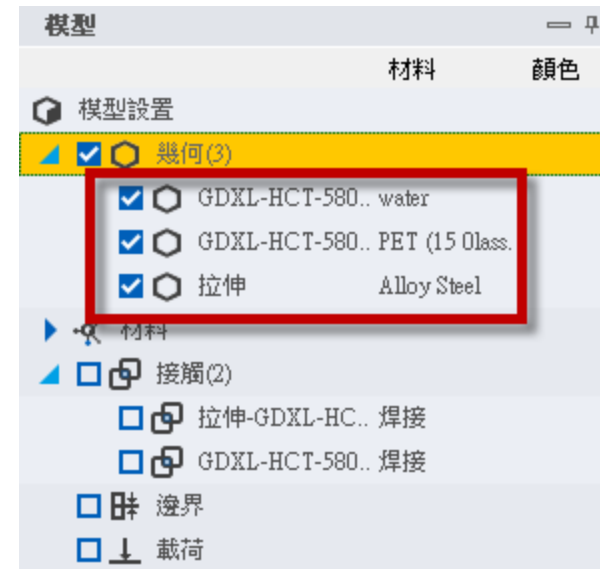 模型
材料 顏色
模型設置
幾何(3)
GDXL-HCT-580.. water
GDXL-HCT-580.. PET (15 0lass.
拉伸 Alloy Steel
材料
接觸(2)
拉伸-GDXL-HC.. 焊接
GDXL-HCT-580.. 焊接
邊界
載荷